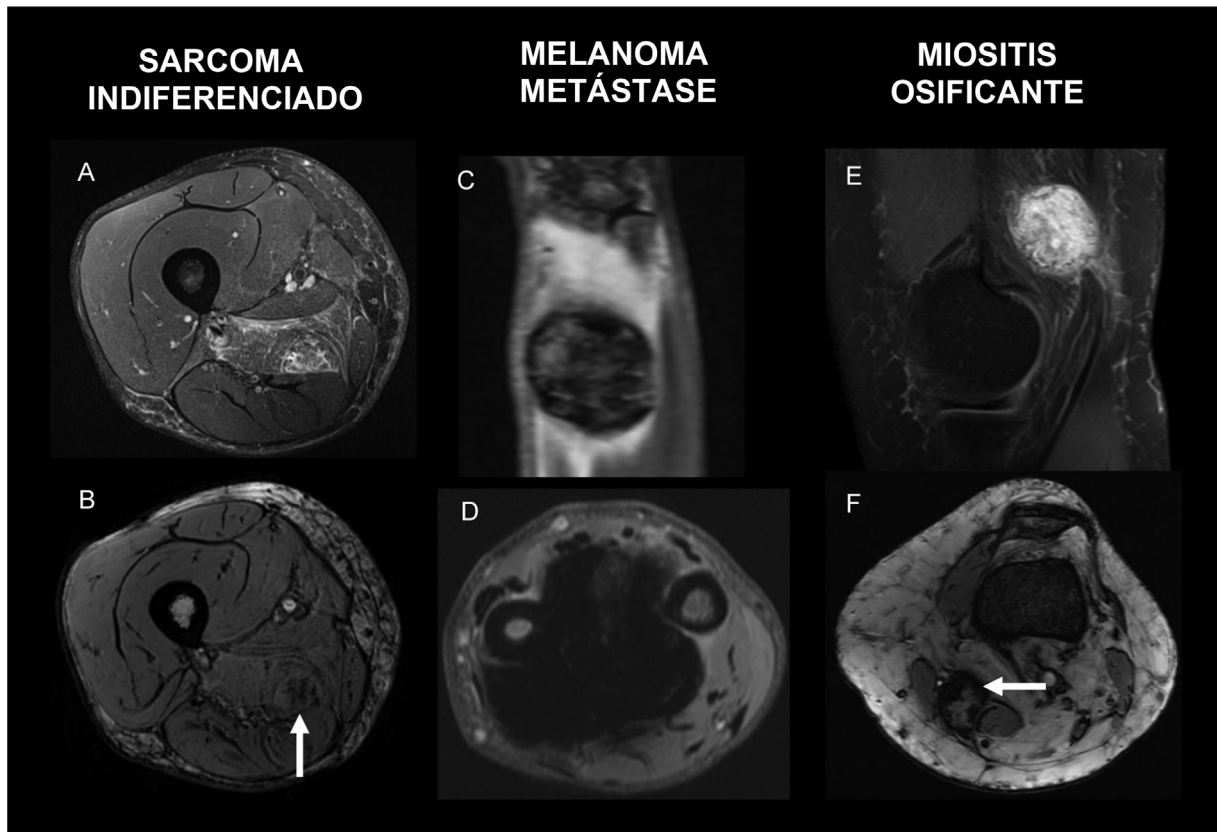 SARCOMA
INDIFERENCIADO
MELANOMA
METÁSTASE
MIOSITIS
OSIFICANTE
A
C
E
B
D
F